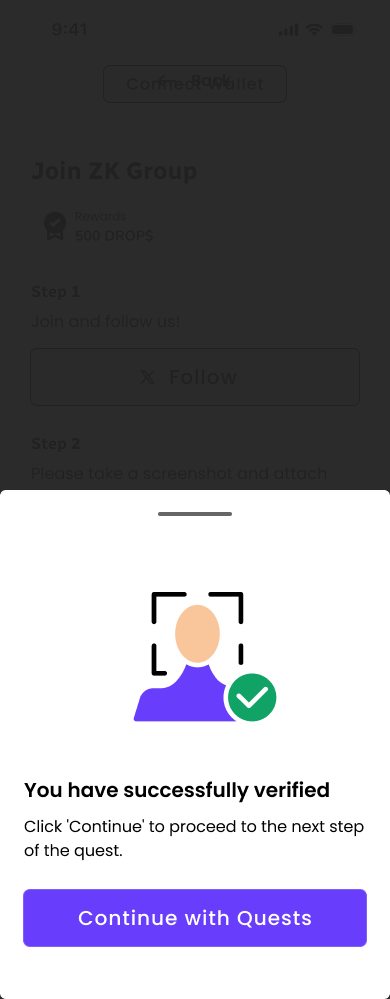 9:41
Back
Connect Wallet
Join ZK Group
Rewards
500 DROP$
Step 1
Join and follow us!
Follow
Step 2
Please take a screenshot and attach
You have successfully verified
Click 'Continue' to proceed to the next step
of the quest.
Continue with Quests